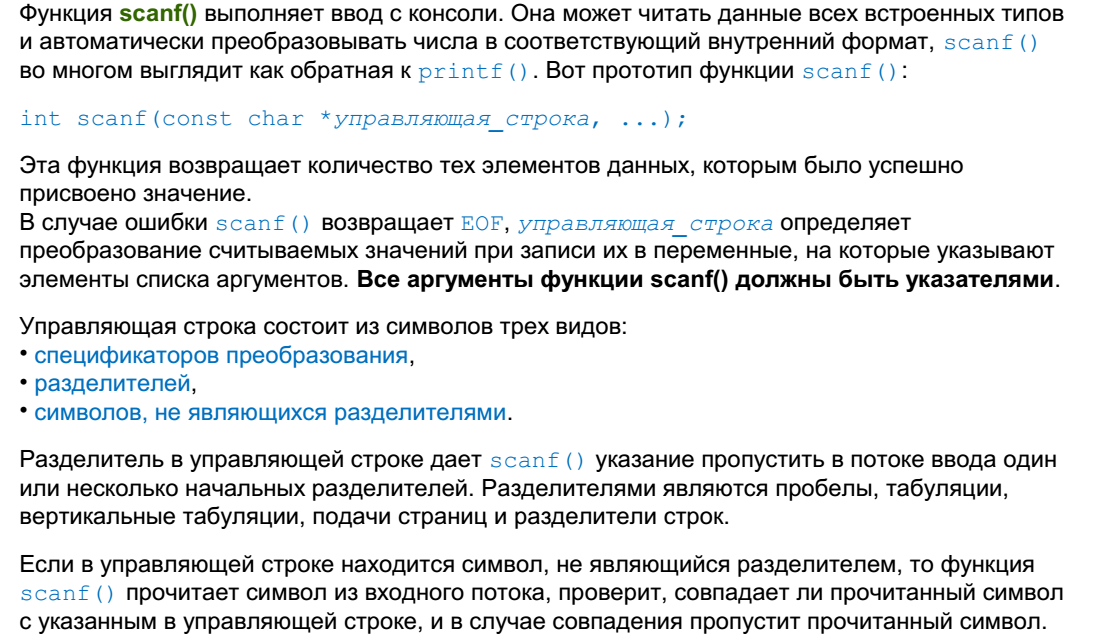 Функция scanf() выполняет ввод с консоли. Она может читать данные всех встроенных типов
и автоматически преобразовывать числа в соответствующий внутренний формат, scanf()
во многом выглядит как обратная к printf(). Вот прототип функции scanf():
int scanf(const char *управляющая_строка, ...);
Эта функция возвращает количество тех элементов данных, которым было успешно
присвоено значение.
В случае ошибки scanf() возвращает EOF, управляющая_строка определяет
преобразование считываемых значений при записи их в переменные, на которые указывают
элементы списка аргументов. Все аргументы функции scanf() должны быть указателями.
Управляющая строка состоит из символов трех видов:
• спецификаторов преобразования,
• разделителей,
• символов, не являющихся разделителями.
Разделитель в управляющей строке дает scanf() указание пропустить в потоке ввода один
или несколько начальных разделителей. Разделителями являются пробелы, табуляции,
вертикальные табуляции, подачи страниц и разделители строк.
Если в управляющей строке находится символ, не являющийся разделителем, то функция
scanf() прочитает символ из входного потока, проверит, совпадает ли прочитанный символ
с указанным в управляющей строке, и в случае совпадения пропустит прочитанный символ.